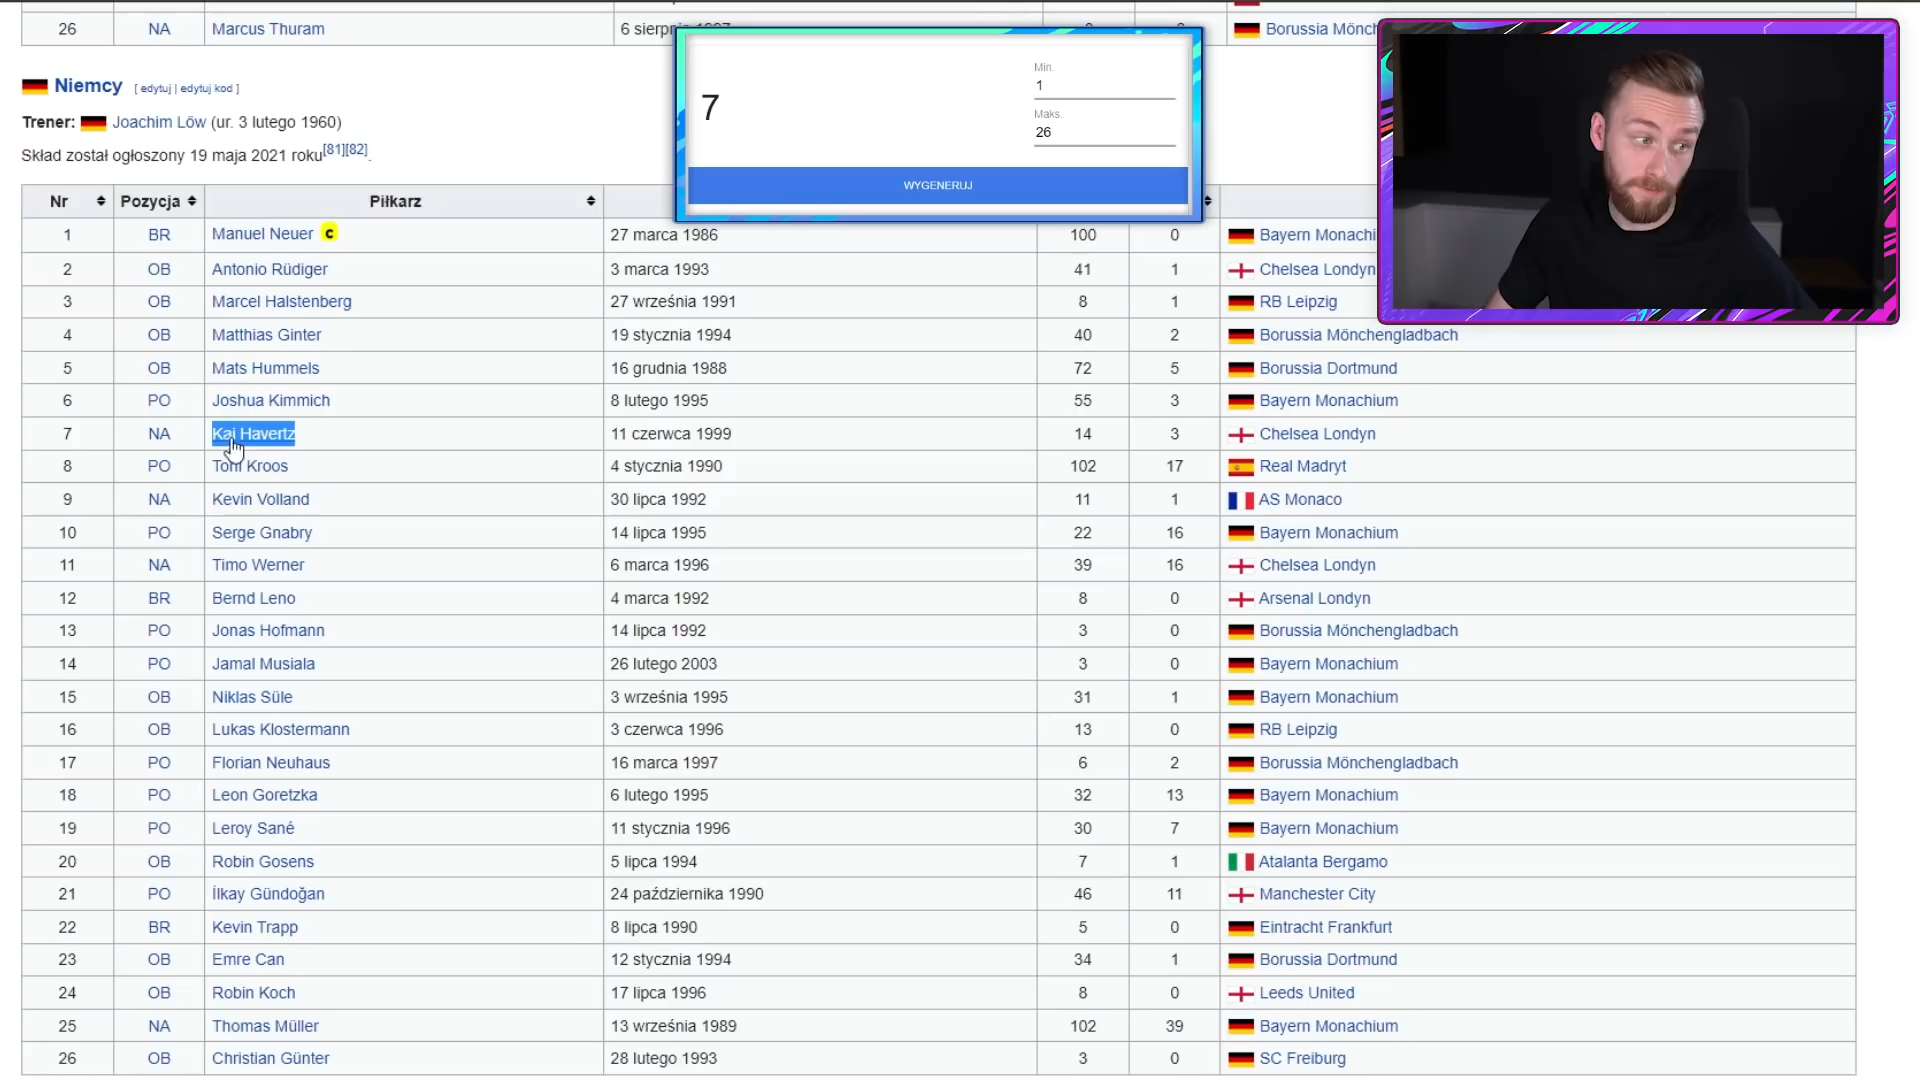 26 NA Marcus Thuram 6 Borussia
7
Min.
1
Maks.
26
WYGENERUJ
Niemcy [ edytuj | edytuj kod ]
Trener: Joachim Löw (ur. 3 lutego 1960)
Skład został ogłoszony 19 maja 2021 roku[81][82].
Nr Pozycja Piłkarz
1 BR Manuel Neuer c 27 marca 1986 100 0 Bayern
2 OB Antonio Rüdiger 3 marca 1993 41 1 Chelsea Londyn
3 OB Marcel Halstenberg 27 września 1991 8 1 RB Leipzig
4 OB Matthias Ginter 19 stycznia 1994 40 2 Borussia Mönchengladbach
5 OB Mats Hummels 16 grudnia 1988 72 5 Borussia Dortmund
6 PO Joshua Kimmich 8 lutego 1995 55 3 Bayern Monachium
7 NA Kai Havertz 11 czerwca 1999 14 3 Chelsea Londyn
8 PO Toni Kroos 4 stycznia 1990 102 17 Real Madryt
9 NA Kevin Volland 30 lipca 1992 11 1 AS Monaco
10 PO Serge Gnabry 14 lipca 1995 22 16 Bayern Monachium
11 NA Timo Werner 6 marca 1996 39 16 Chelsea Londyn
12 BR Bernd Leno 4 marca 1992 8 0 Arsenal Londyn
13 PO Jonas Hofmann 14 lipca 1992 3 0 Borussia Mönchengladbach
14 PO Jamal Musiala 26 lutego 2003 3 0 Bayern Monachium
15 OB Niklas Süle 3 września 1995 31 1 Bayern Monachium
16 OB Lukas Klostermann 3 czerwca 1996 13 0 RB Leipzig
17 PO Florian Neuhaus 16 marca 1997 6 2 Borussia Mönchengladbach
18 PO Leon Goretzka 6 lutego 1995 32 13 Bayern Monachium
19 PO Leroy Sané 11 stycznia 1996 30 7 Bayern Monachium
20 OB Robin Gosens 5 lipca 1994 7 1 Atalanta Bergamo
21 PO İlkay Gündoğan 24 października 1990 46 11 Manchester City
22 BR Kevin Trapp 8 lipca 1990 5 0 Eintracht Frankfurt
23 OB Emre Can 12 stycznia 1994 34 1 Borussia Dortmund
24 OB Robin Koch 17 lipca 1996 8 0 Leeds United
25 NA Thomas Müller 13 września 1989 102 39 Bayern Monachium
26 OB Christian Günter 28 lutego 1993 3 0 SC Freiburg